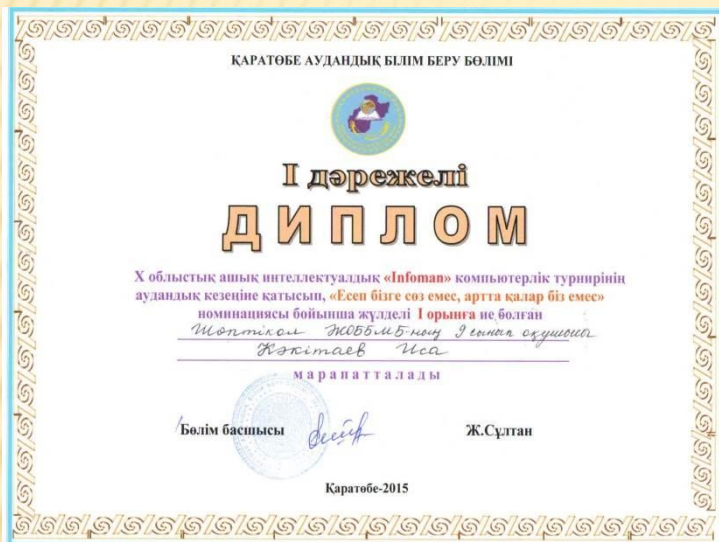 ҚАРАТӨБЕ АУДАНДЫҚ БІЛІМ БЕРУ БӨЛІМІ
І дәрежелі
ДИПЛОМ
Х облыстық ашық интеллектуалдық «Infoman» компьютерлік турнирінің
аудандық кезеңіне қатысып, «Есеп бізге сөз емес, артта қалар біз емес»
номинациясы бойынша жүлделі І орынға ие болған
Шөптікөл ЖОББМБ-ның 9 сынып оқушысы
Кәкітаев Иса
марапатталады
Бөлім басшысы
Ж.Сұлтан
Қаратөбе-2015